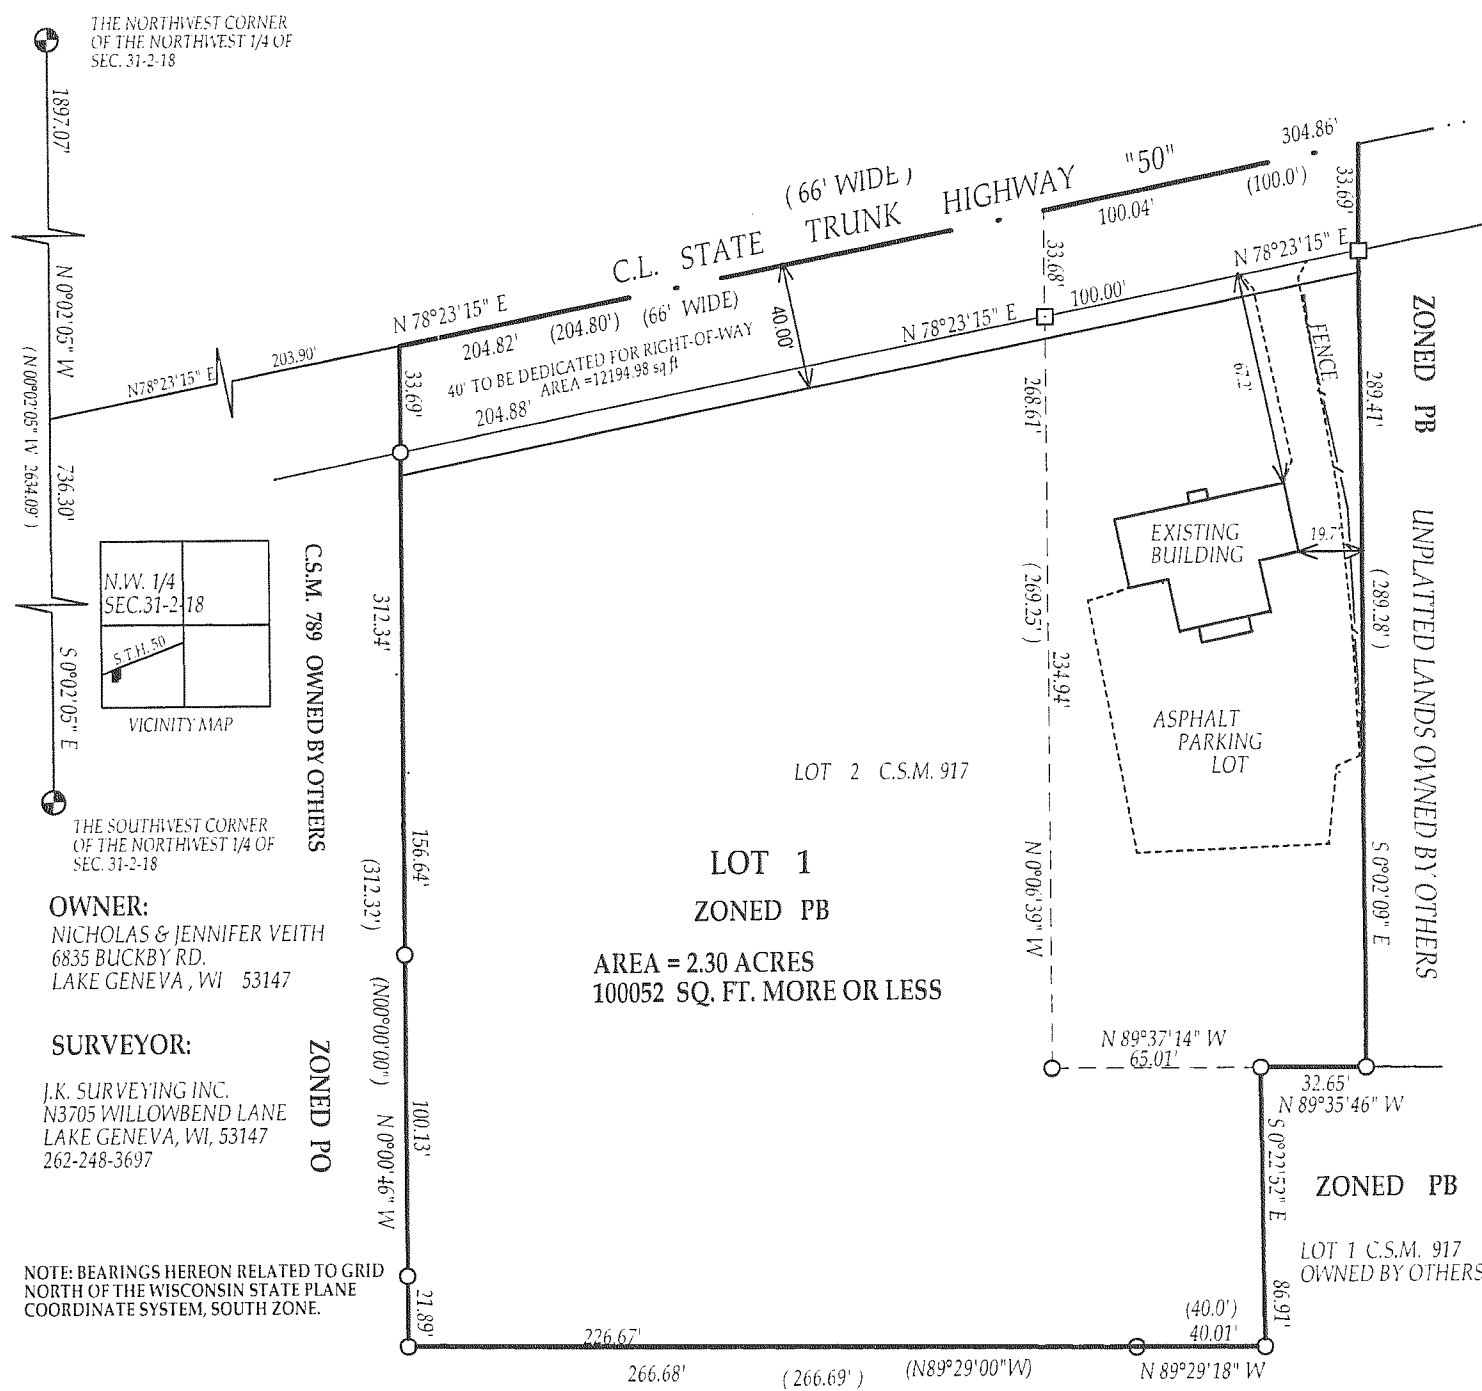 THE NORTHWEST CORNER
OF THE NORTHWEST 1/4 OF
SEC. 31-2-18
1897.07'
N 0°02'05" W
(N 00°02'05" W 2634.09')
736.30'
S 0°02'05" E
THE SOUTHWEST CORNER
OF THE NORTHWEST 1/4 OF
SEC. 31-2-18
N78°23'15" E
203.90'
N 78°23'15" E
204.82'
(204.80')
(66' WIDE)
C.L. STATE TRUNK HIGHWAY "50"
(66' WIDE)
304.86'
(100.0')
100.04'
33.69'
33.68'
N 78°23'15" E
100.00'
N 78°23'15" E
40.00'
40' TO BE DEDICATED FOR RIGHT-OF-WAY
AREA =12194.98 sq ft
204.88'
33.69'
N.W. 1/4
SEC.31-2-18
S.T.H. 50
VICINITY MAP
C.S.M. 789 OWNED BY OTHERS
312.34'
156.64'
(312.32')
(N00°00'00")
N 0°00'46" W
100.13'
21.89'
ZONED PO
268.61'
(269.25')
234.94'
N 0°06'39" W
67.2'
FENCE
19.7'
EXISTING
BUILDING
ASPHALT
PARKING
LOT
289.41'
(289.28')
S 0°02'09" E
ZONED PB
UNPLATTED LANDS OWNED BY OTHERS
LOT 2 C.S.M. 917
LOT 1
ZONED PB
AREA = 2.30 ACRES
100052 SQ. FT. MORE OR LESS
OWNER:
NICHOLAS & JENNIFER VEITH
6835 BUCKBY RD.
LAKE GENEVA , WI 53147
SURVEYOR:
J.K. SURVEYING INC.
N3705 WILLOWBEND LANE
LAKE GENEVA, WI, 53147
262-248-3697
NOTE: BEARINGS HEREON RELATED TO GRID
NORTH OF THE WISCONSIN STATE PLANE
COORDINATE SYSTEM, SOUTH ZONE.
N 89°37'14" W
65.01'
32.65'
N 89°35'46" W
S 0°22'52" E
86.91'
ZONED PB
LOT 1 C.S.M. 917
OWNED BY OTHERS
(40.0')
40.01'
226.67'
266.68'
( 266.69' )
(N89°29'00"W)
N 89°29'18" W